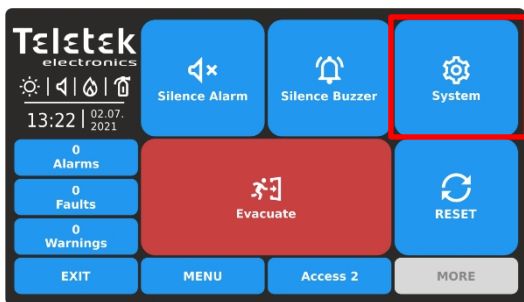 Teletek
electronics
13:22 | 02.07.
2021
Silence Alarm
Silence Buzzer
System
0
Alarms
0
Faults
0
Warnings
Evacuate
RESET
EXIT
MENU
Access 2
MORE